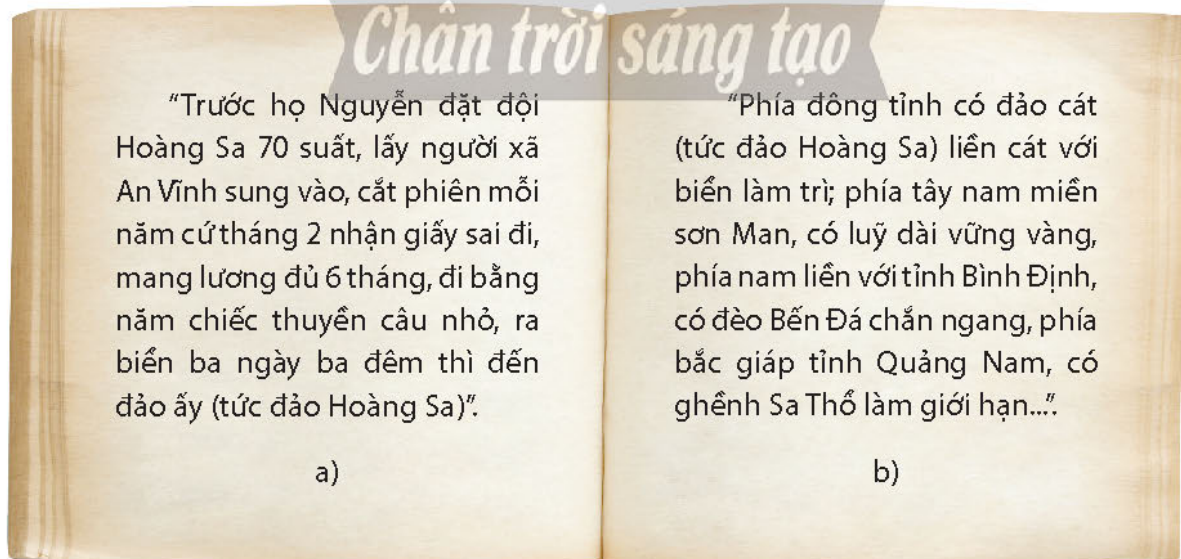 Chân trời sáng tạo
"Trước họ Nguyễn đặt đội
Hoàng Sa 70 suất, lấy người xã
An Vĩnh sung vào, cắt phiên mỗi
năm cứ tháng 2 nhận giấy sai đi,
mang lương đủ 6 tháng, đi bằng
năm chiếc thuyền câu nhỏ, ra
biển ba ngày ba đêm thì đến
đảo ấy (tức đảo Hoàng Sa)".
a)
"Phía đông tỉnh có đảo cát
(tức đảo Hoàng Sa) liền cát với
biển làm trì; phía tây nam miền
sơn Man, có luỹ dài vững vàng,
phía nam liền với tỉnh Bình Định,
có đèo Bến Đá chắn ngang, phía
bắc giáp tỉnh Quảng Nam, có
ghềnh Sa Thổ làm giới hạn...".
b)